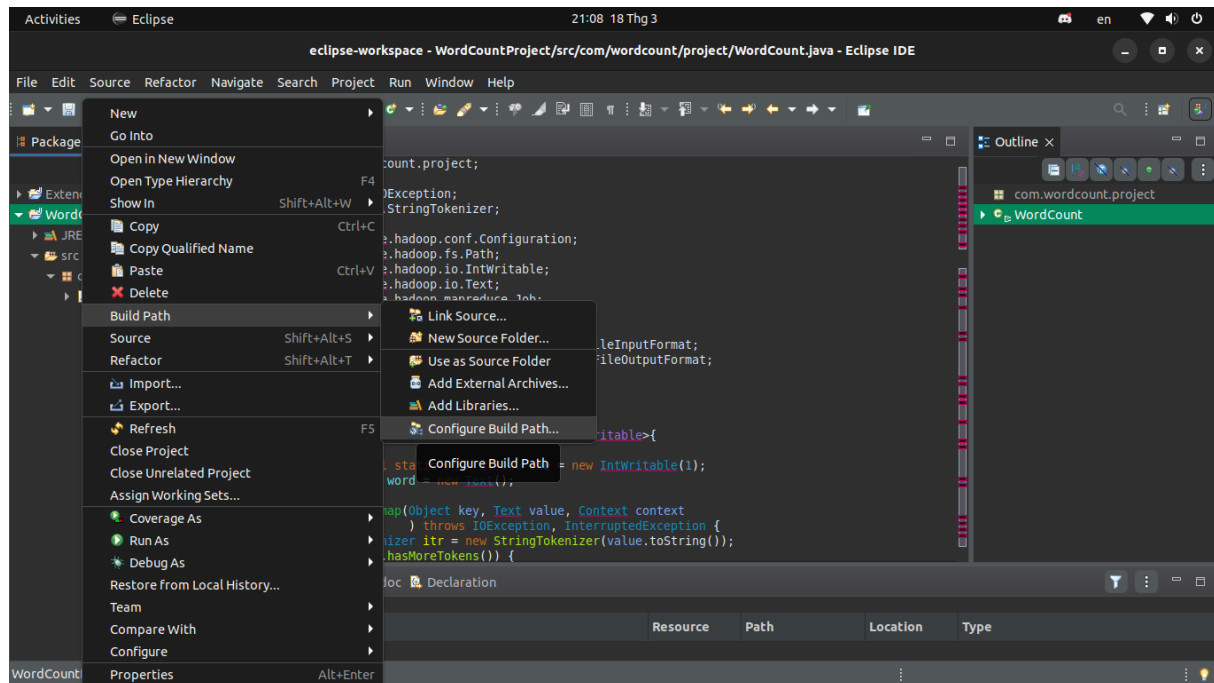 Activities Eclipse 21:08 18 Thg 3 en
eclipse-workspace - WordCountProject/src/com/wordcount/project/WordCount.java - Eclipse IDE
File Edit Source Refactor Navigate Search Project Run Window Help
Package
Extend
WordC
JRE
src
New
Go Into
Open in New Window
Open Type Hierarchy F4
Show In Shift+Alt+W
Copy Ctrl+C
Copy Qualified Name
Paste Ctrl+V
Delete
Build Path
Source Shift+Alt+S
Refactor Shift+Alt+T
Import...
Export...
Refresh F5
Close Project
Close Unrelated Project
Assign Working Sets...
Coverage As
Run As
Debug As
Restore from Local History...
Team
Compare With
Configure
Properties Alt+Enter
Link Source...
New Source Folder...
Use as Source Folder
Add External Archives...
Add Libraries...
Configure Build Path...
Configure Build Path
count.project;
OException;
.StringTokenizer;
e.hadoop.conf.Configuration;
e.hadoop.fs.Path;
e.hadoop.io.IntWritable;
e.hadoop.io.Text;
e.hadoop.mapreduce.Job;
leInputFormat;
FileOutputFormat;
ritable>{
l sta = new IntWritable(1);
word = new Text();
map(Object key, Text value, Context context
) throws IOException, InterruptedException {
nizer itr = new StringTokenizer(value.toString());
.hasMoreTokens()) {
Outline
com.wordcount.project
WordCount
doc Declaration
Resource Path Location Type
WordCount